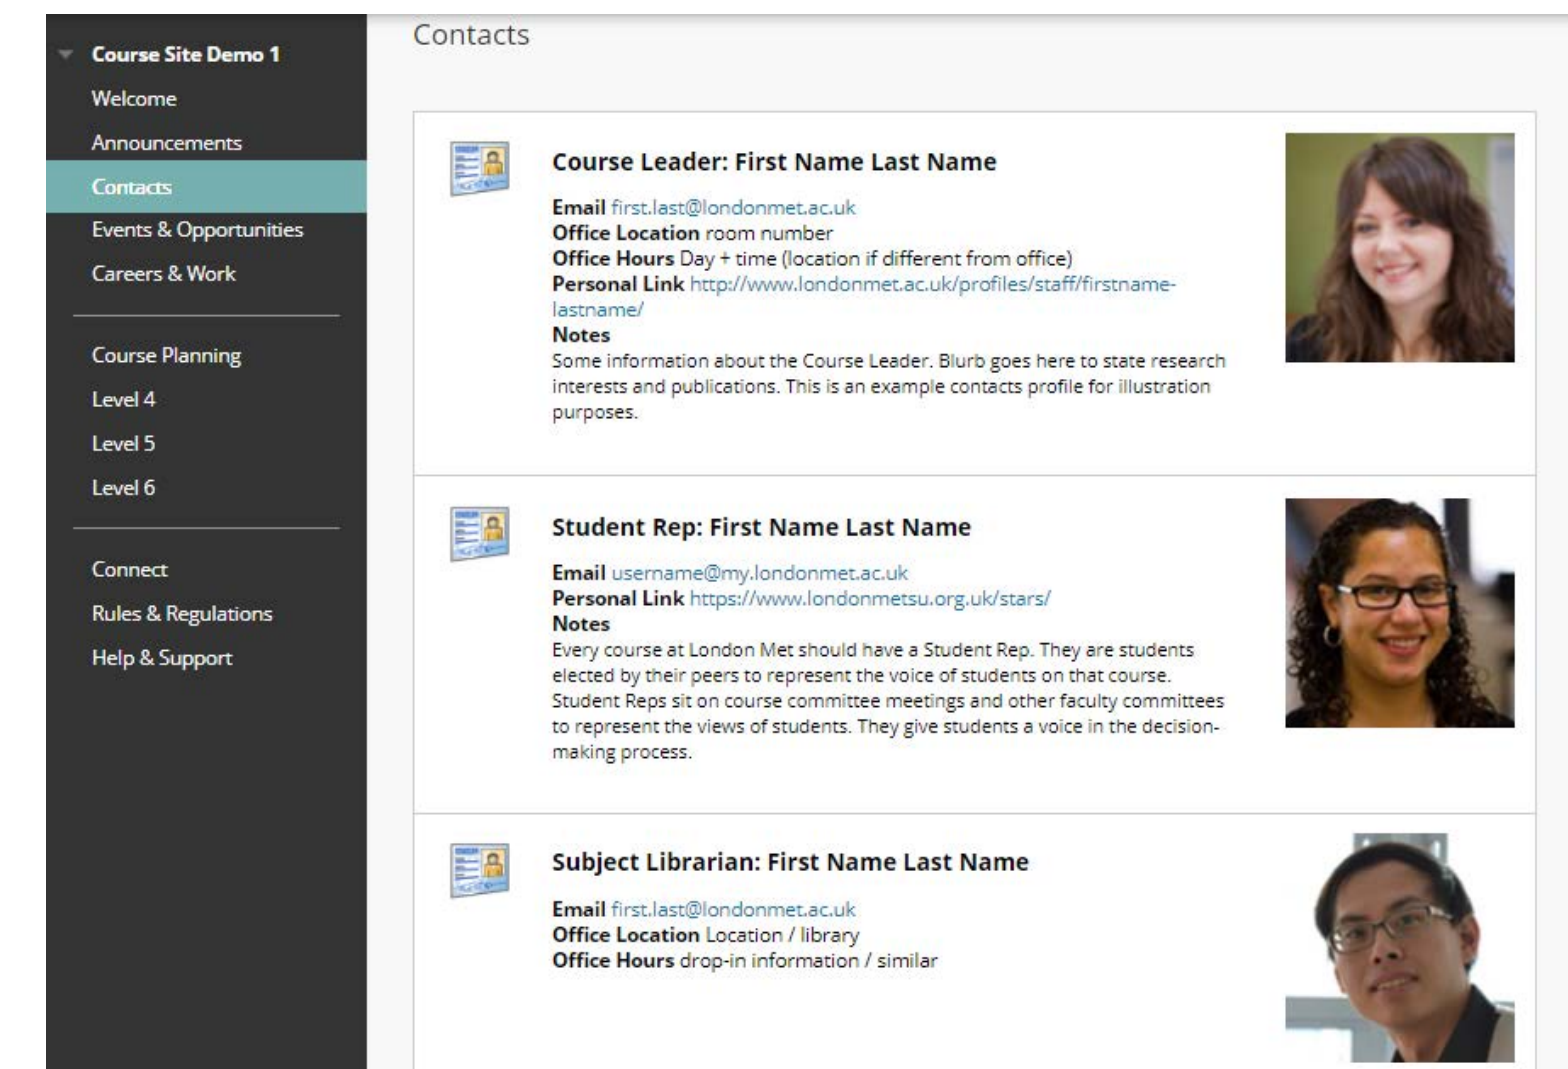 Course Site Demo 1
Welcome
Announcements
Contacts
Events & Opportunities
Careers & Work
Course Planning
Level 4
Level 5
Level 6
Connect
Rules & Regulations
Help & Support
Contacts
Course Leader: First Name Last Name
Email first.last@londonmet.ac.uk
Office Location room number
Office Hours Day + time (location if different from office)
Personal Link http://www.londonmet.ac.uk/profiles/staff/firstname-
lastname/
Notes
Some information about the Course Leader. Blurb goes here to state research
interests and publications. This is an example contacts profile for illustration
purposes.
Student Rep: First Name Last Name
Email username@my.londonmet.ac.uk
Personal Link https://www.londonmetsu.org.uk/stars/
Notes
Every course at London Met should have a Student Rep. They are students
elected by their peers to represent the voice of students on that course.
Student Reps sit on course committee meetings and other faculty committees
to represent the views of students. They give students a voice in the decision-
making process.
Subject Librarian: First Name Last Name
Email first.last@londonmet.ac.uk
Office Location Location / library
Office Hours drop-in information / similar